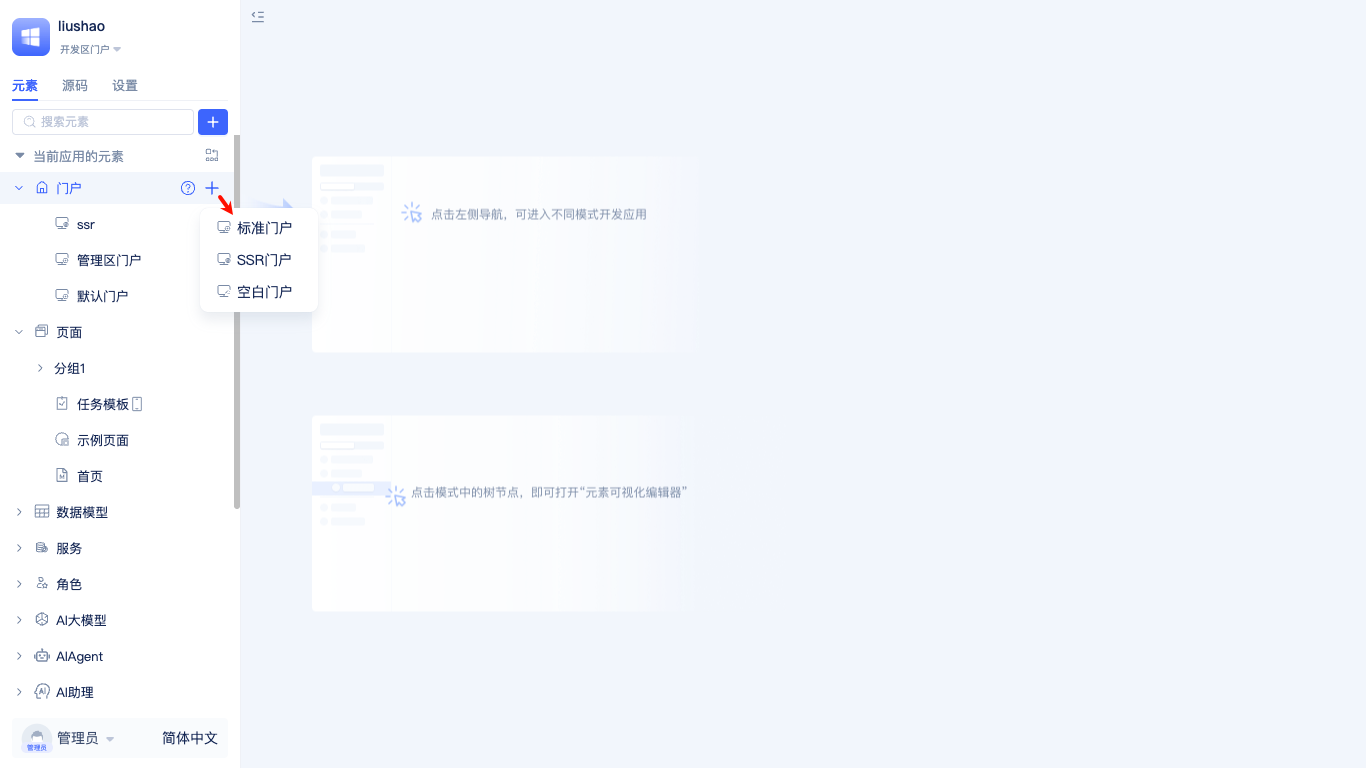 liushao
开发区门户
元素 源码 设置
搜索元素
当前应用的元素
门户
ssr
管理区门户
默认门户
页面
分组1
任务模板
示例页面
首页
数据模型
服务
角色
AI大模型
AIAgent
AI助理
管理员
管理员 简体中文
标准门户
SSR门户
空白门户
点击左侧导航，可进入不同模式开发应用
点击模式中的树节点，即可打开“元素可视化编辑器”